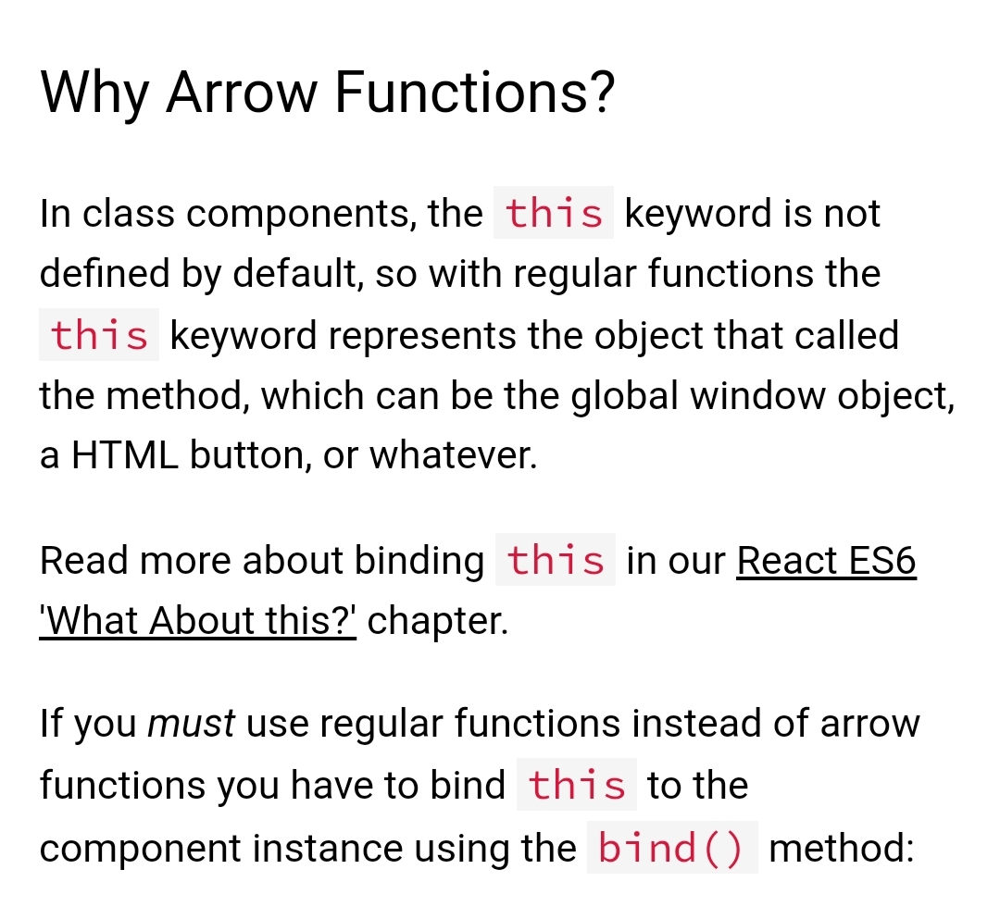 Why Arrow Functions?
In class components, the this keyword is not
defined by default, so with regular functions the
this keyword represents the object that called
the method, which can be the global window object,
a HTML button, or whatever.
Read more about binding this in our React ES6
'What About this?' chapter.
If you must use regular functions instead of arrow
functions you have to bind this to the
component instance using the bind() method: